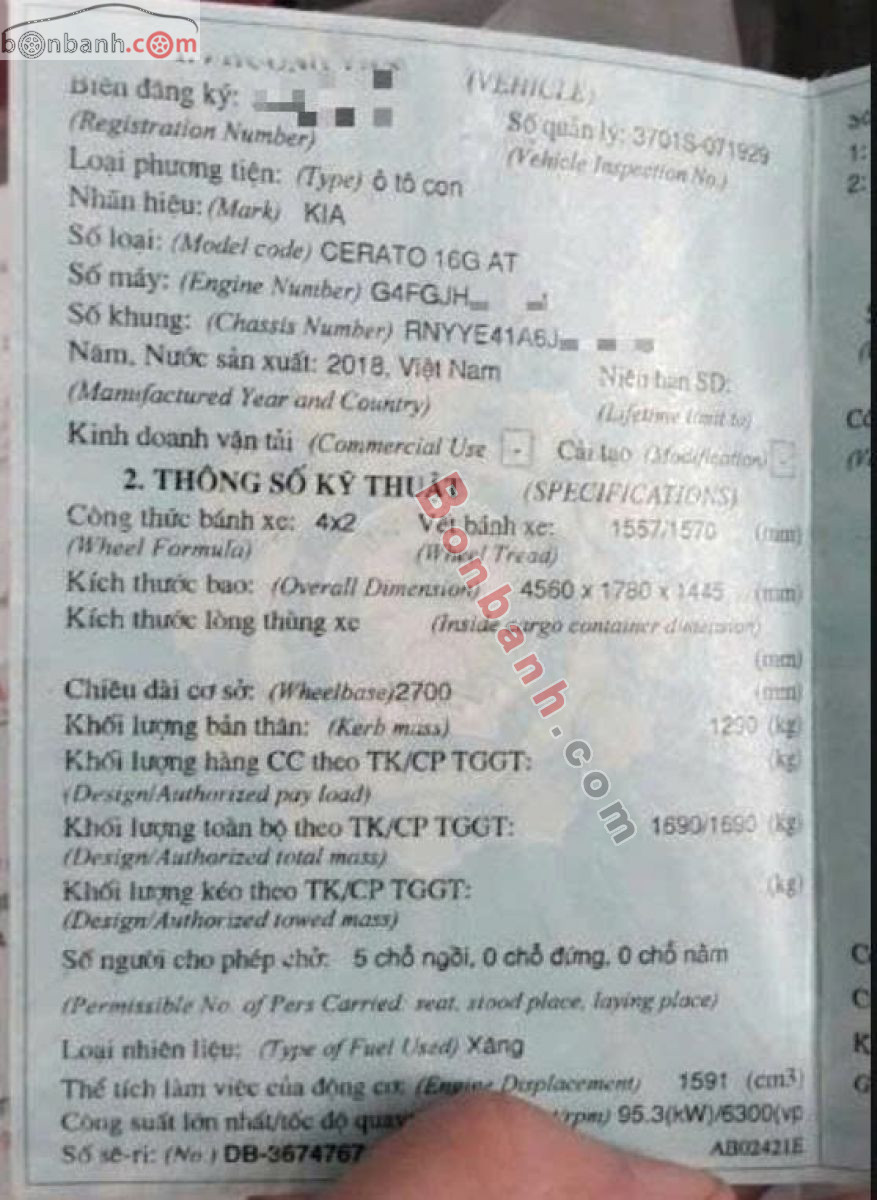 bonbanh.com
(VEHICLE)
Biển đăng ký:
(Registration Number)
Số quản lý: 3701S-071929
(Vehicle Inspection No.)
Loại phương tiện: (Type) ô tô con
Nhãn hiệu: (Mark) KIA
Số loại: (Model code) CERATO 16G AT
Số máy: (Engine Number) G4FGJH
Số khung: (Chassis Number) RNYYE41A6J
Năm, Nước sản xuất: 2018, Việt Nam Niên hạn SD:
(Manufactured Year and Country) (Lifetime limit to)
Kinh doanh vận tải (Commercial Use - Cải tạo (Modification) -
2. THÔNG SỐ KỸ THUẬT (SPECIFICATIONS)
Công thức bánh xe: 4x2 Vết bánh xe: 1557/1570 (mm)
(Wheel Formula) (Wheel Tread)
Kích thước bao: (Overall Dimension) 4560 x 1780 x 1445 (mm)
Kích thước lòng thùng xe (Inside cargo container dimension)
(mm)
Chiều dài cơ sở: (Wheelbase)2700 (mm)
Khối lượng bản thân: (Kerb mass) 1290 (kg)
Khối lượng hàng CC theo TK/CP TGGT: (kg)
(Design/Authorized pay load)
Khối lượng toàn bộ theo TK/CP TGGT: 1690/1690 (kg)
(Design/Authorized total mass)
Khối lượng kéo theo TK/CP TGGT: (kg)
(Design/Authorized towed mass)
Số người cho phép chở: 5 chỗ ngồi, 0 chỗ đứng, 0 chỗ nằm
(Permissible No. of Pers Carried: seat, stood place, laying place)
Loại nhiên liệu: (Type of Fuel Used) Xăng
Thể tích làm việc của động cơ: (Engine Displacement) 1591 (cm3)
Công suất lớn nhất/tốc độ quay rpm) 95.3(kW)/6300(vp
Số sê-ri: (No.) DB-3674767 AB02421E
Bonbanh.com